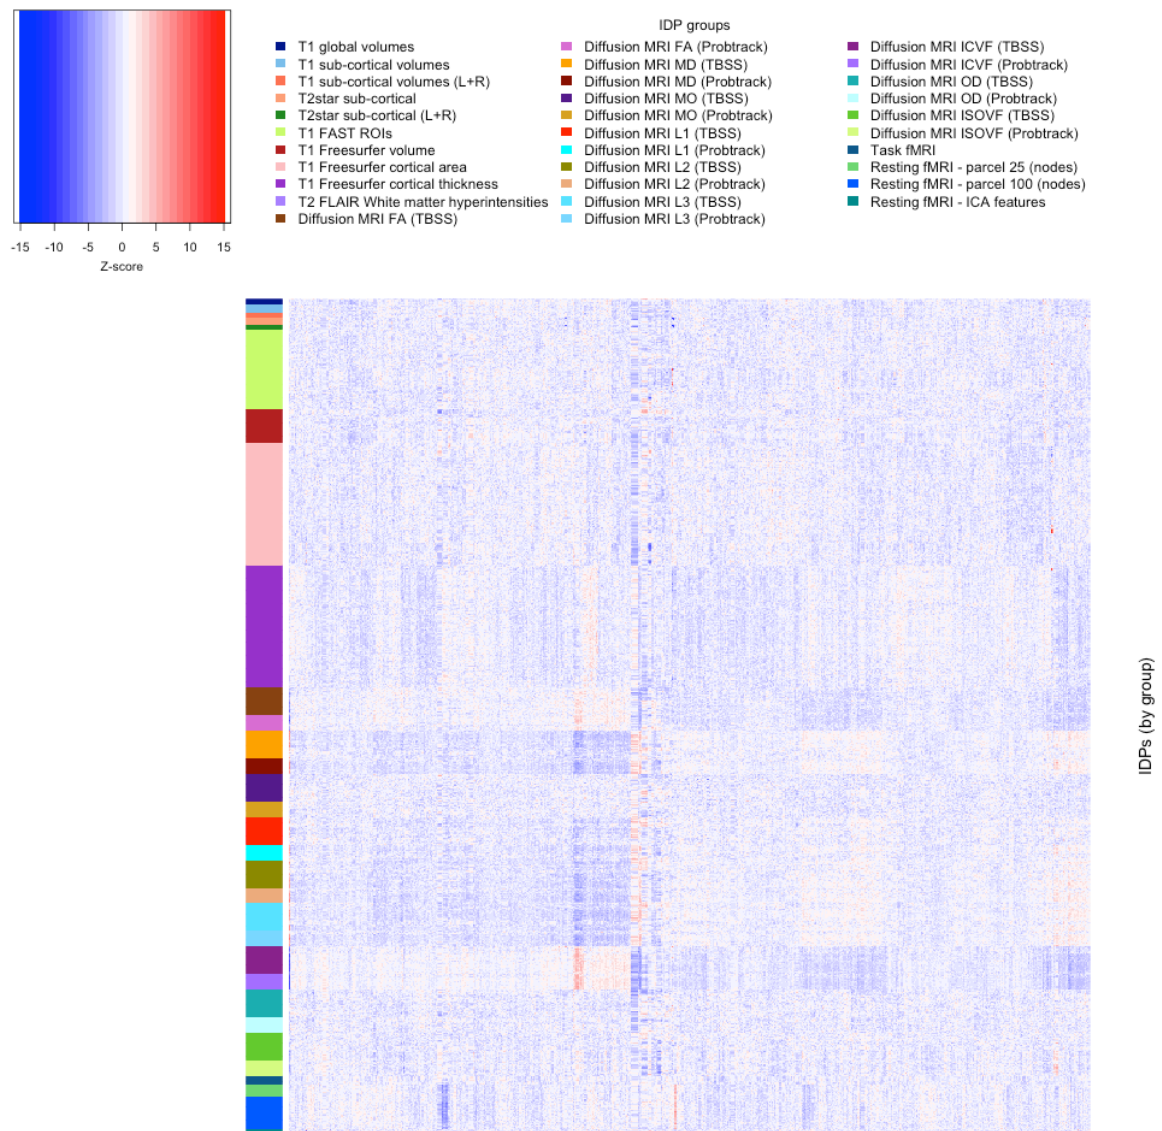 IDP groups
T1 global volumes
T1 sub-cortical volumes
T1 sub-cortical volumes (L+R)
T2star sub-cortical
T2star sub-cortical (L+R)
T1 FAST ROIs
T1 Freesurfer volume
T1 Freesurfer cortical area
T1 Freesurfer cortical thickness
T2 FLAIR White matter hyperintensities
Diffusion MRI FA (TBSS)
Diffusion MRI FA (Probtrack)
Diffusion MRI MD (TBSS)
Diffusion MRI MD (Probtrack)
Diffusion MRI MO (TBSS)
Diffusion MRI MO (Probtrack)
Diffusion MRI L1 (TBSS)
Diffusion MRI L1 (Probtrack)
Diffusion MRI L2 (TBSS)
Diffusion MRI L2 (Probtrack)
Diffusion MRI L3 (TBSS)
Diffusion MRI L3 (Probtrack)
Diffusion MRI ICVF (TBSS)
Diffusion MRI ICVF (Probtrack)
Diffusion MRI OD (TBSS)
Diffusion MRI OD (Probtrack)
Diffusion MRI ISOVF (TBSS)
Diffusion MRI ISOVF (Probtrack)
Task fMRI
Resting fMRI - parcel 25 (nodes)
Resting fMRI - parcel 100 (nodes)
Resting fMRI - ICA features
-15 -10 -5 0 5 10 15
Z-score
IDPs (by group)